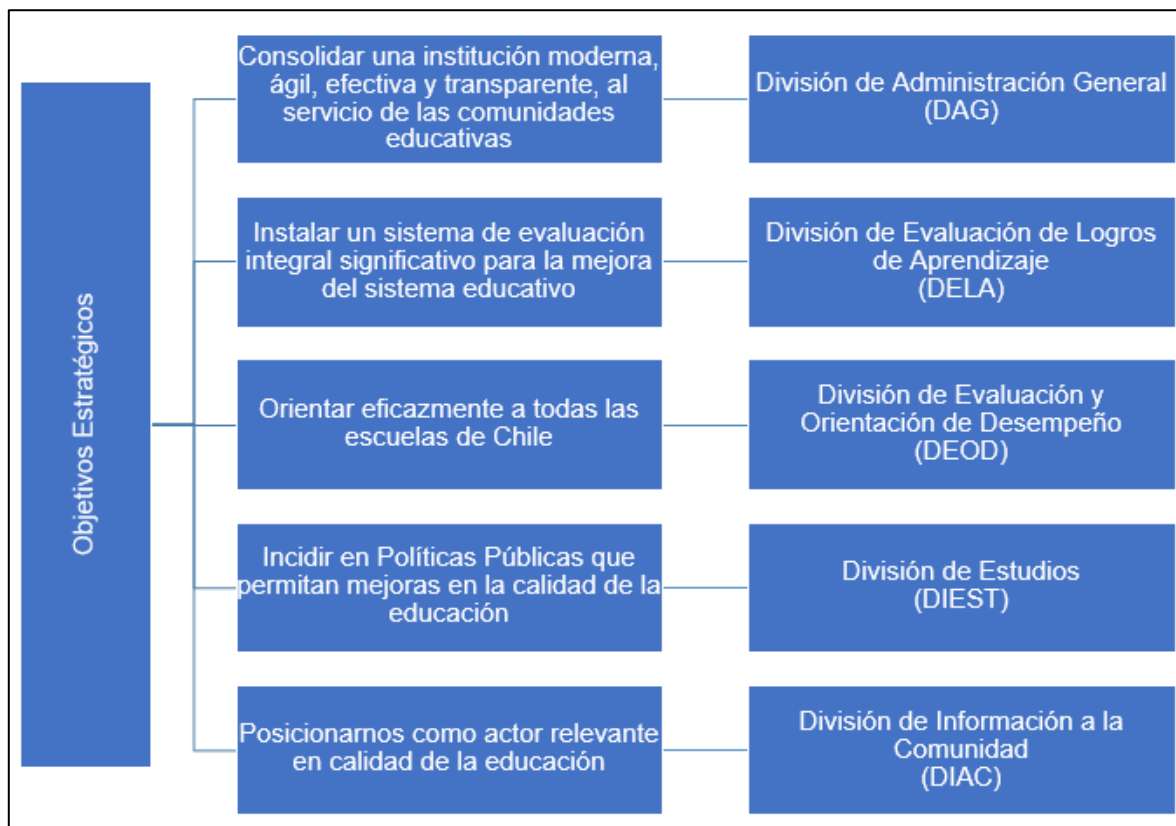 Objetivos Estratégicos
Consolidar una institución moderna,
ágil, efectiva y transparente, al
servicio de las comunidades
educativas
División de Administración General
(DAG)
Instalar un sistema de evaluación
integral significativo para la mejora
del sistema educativo
División de Evaluación de Logros
de Aprendizaje
(DELA)
Orientar eficazmente a todas las
escuelas de Chile
División de Evaluación y
Orientación de Desempeño
(DEOD)
Incidir en Políticas Públicas que
permitan mejoras en la calidad de la
educación
División de Estudios
(DIEST)
Posicionarnos como actor relevante
en calidad de la educación
División de Información a la
Comunidad
(DIAC)